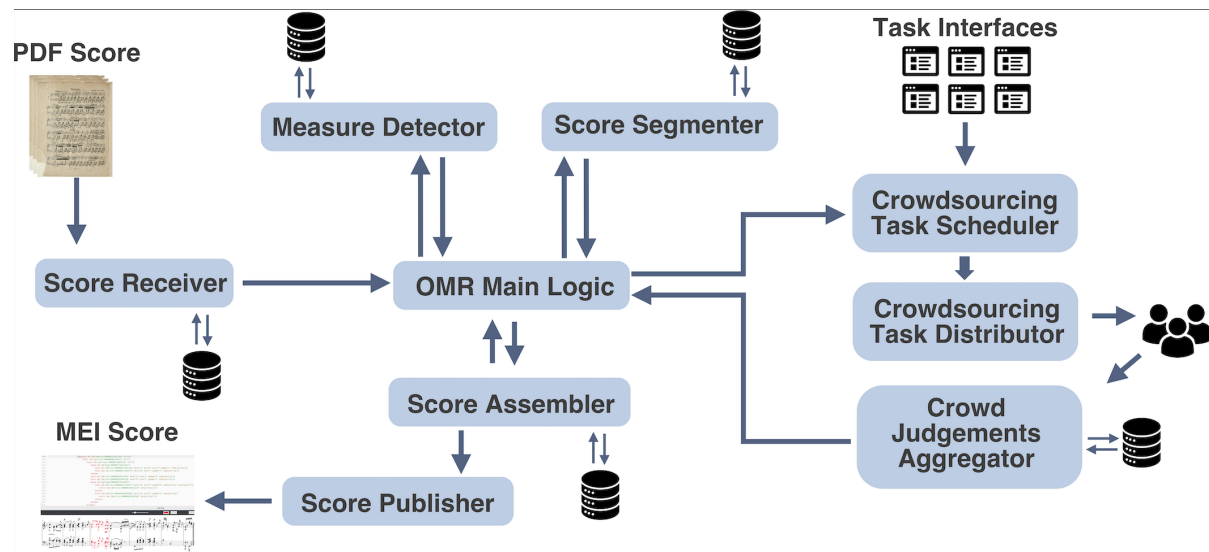 PDF Score
Task Interfaces
Measure Detector
Score Segmenter
Crowdsourcing
Task Scheduler
Score Receiver
OMR Main Logic
Crowdsourcing
Task Distributor
Score Assembler
Crowd
Judgements
Aggregator
MEI Score
Score Publisher